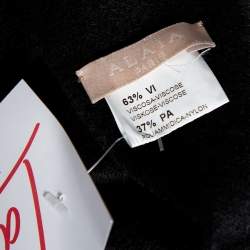 ALAÏA
PARIS
63% VI
VISCOSA-VISCOSE
VISKOSE-VISCOSE
37% PA
POLIAMMIDICA-NYLON